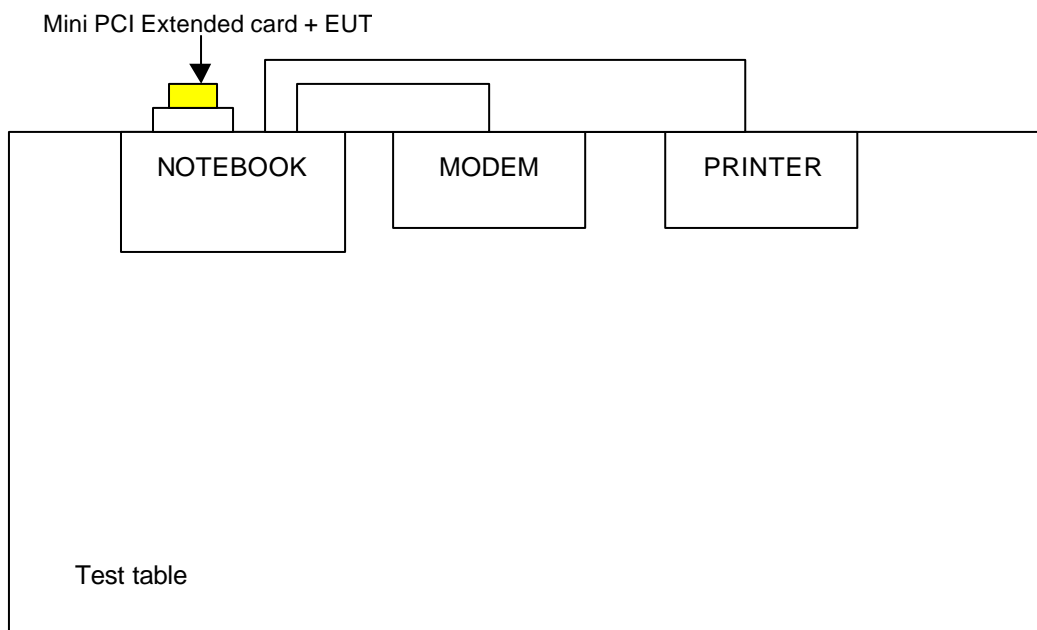 Mini PCI Extended card + EUT
NOTEBOOK
MODEM
PRINTER
Test table